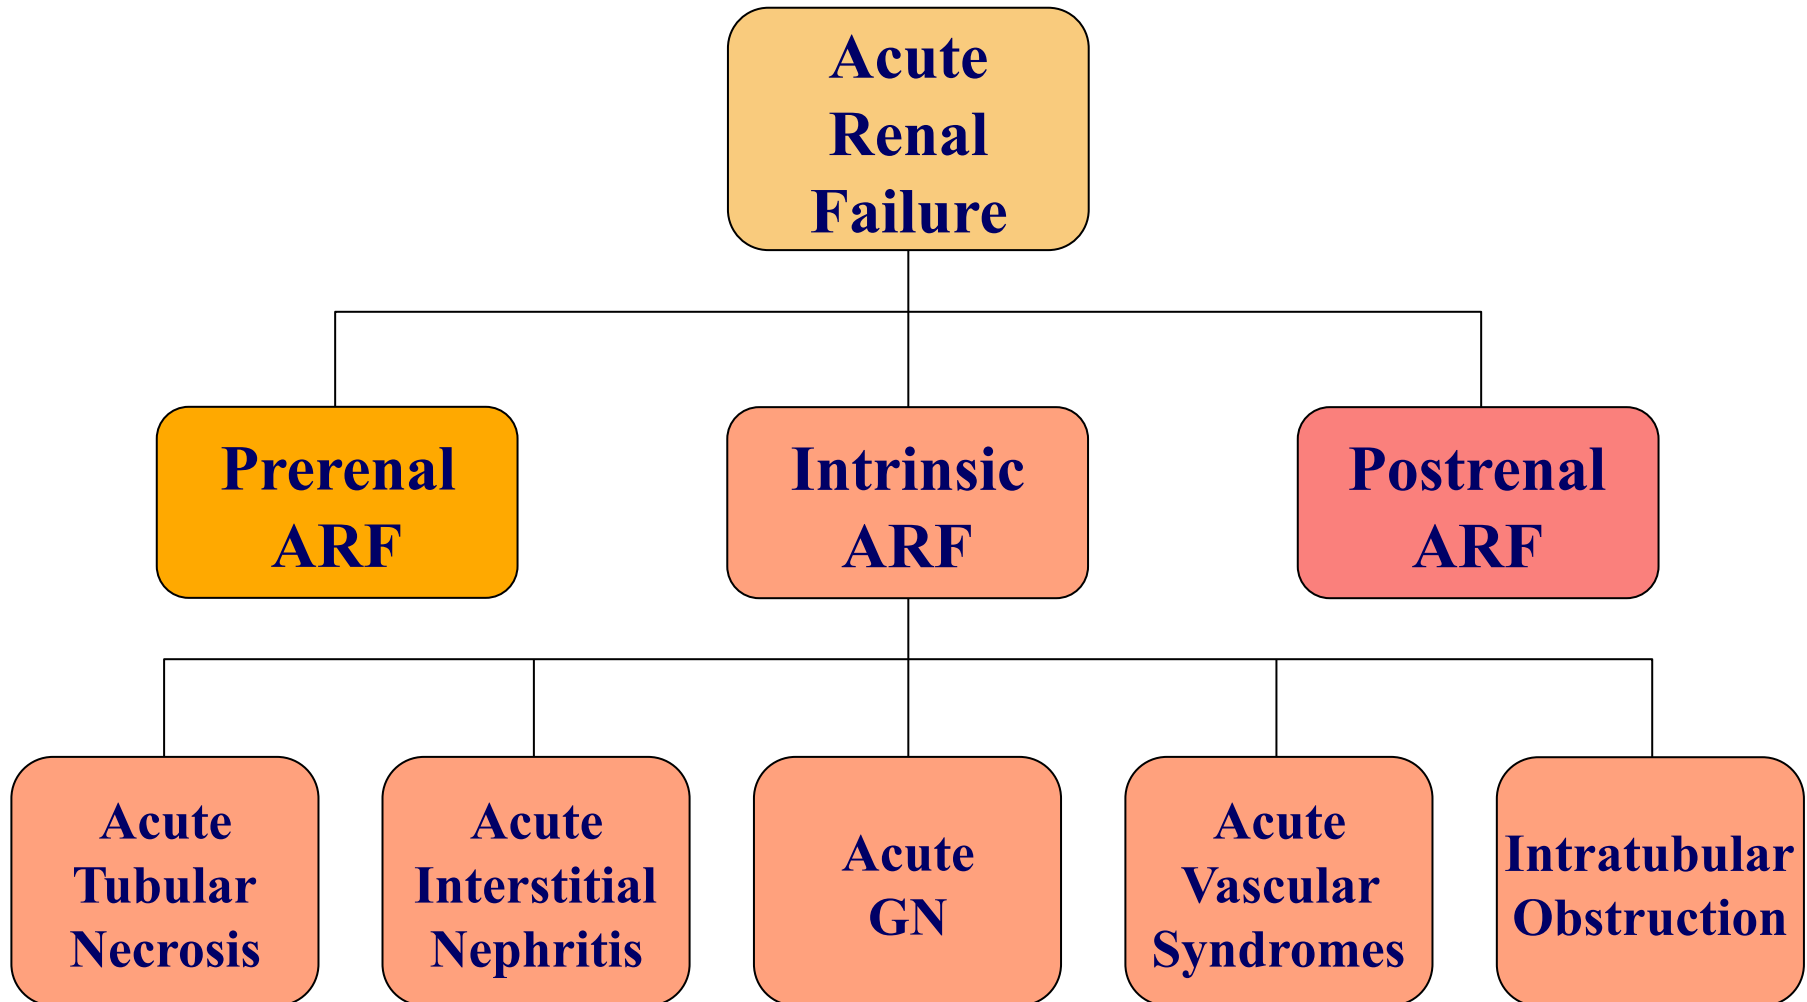 Acute
Renal
Failure
Prerenal
ARF
Intrinsic
ARF
Postrenal
ARF
Acute
Tubular
Necrosis
Acute
Interstitial
Nephritis
Acute
GN
Acute
Vascular
Syndromes
Intratubular
Obstruction